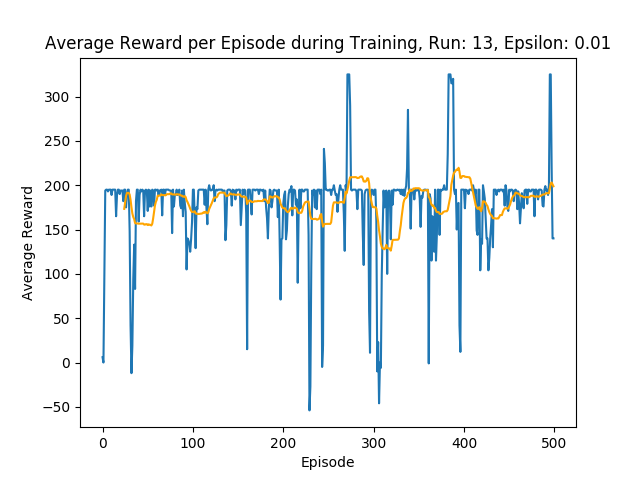 Average Reward per Episode during Training, Run: 13, Epsilon: 0.01
300
250
200
150
100
50
0
−50
Average Reward
0 100 200 300 400 500
Episode